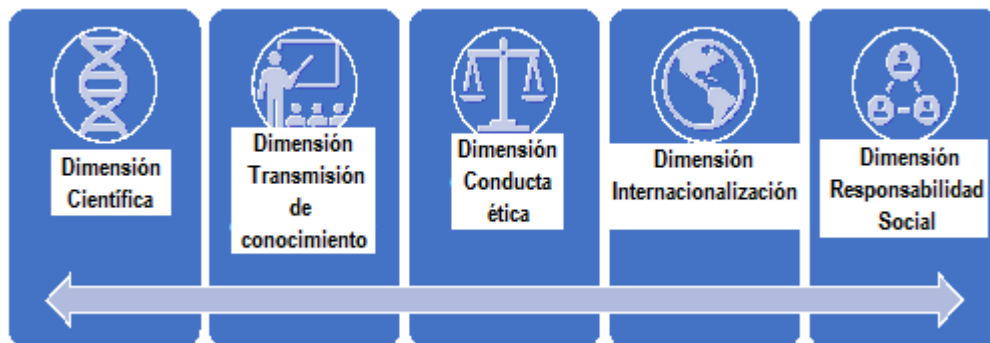 Dimensión
Científica
Dimensión
Transmisión
de
conocimiento
Dimensión
Conducta
ética
Dimensión
Internacionalización
Dimensión
Responsabilidad
Social